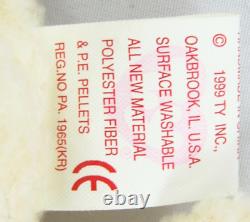 © 1999 TY INC.,
OAKBROOK, IL. U.S.A.
SURFACE WASHABLE
ALL NEW MATERIAL
POLYESTER FIBER
& P.E. PELLETS
REG.NO PA. 1965(KR)
CE